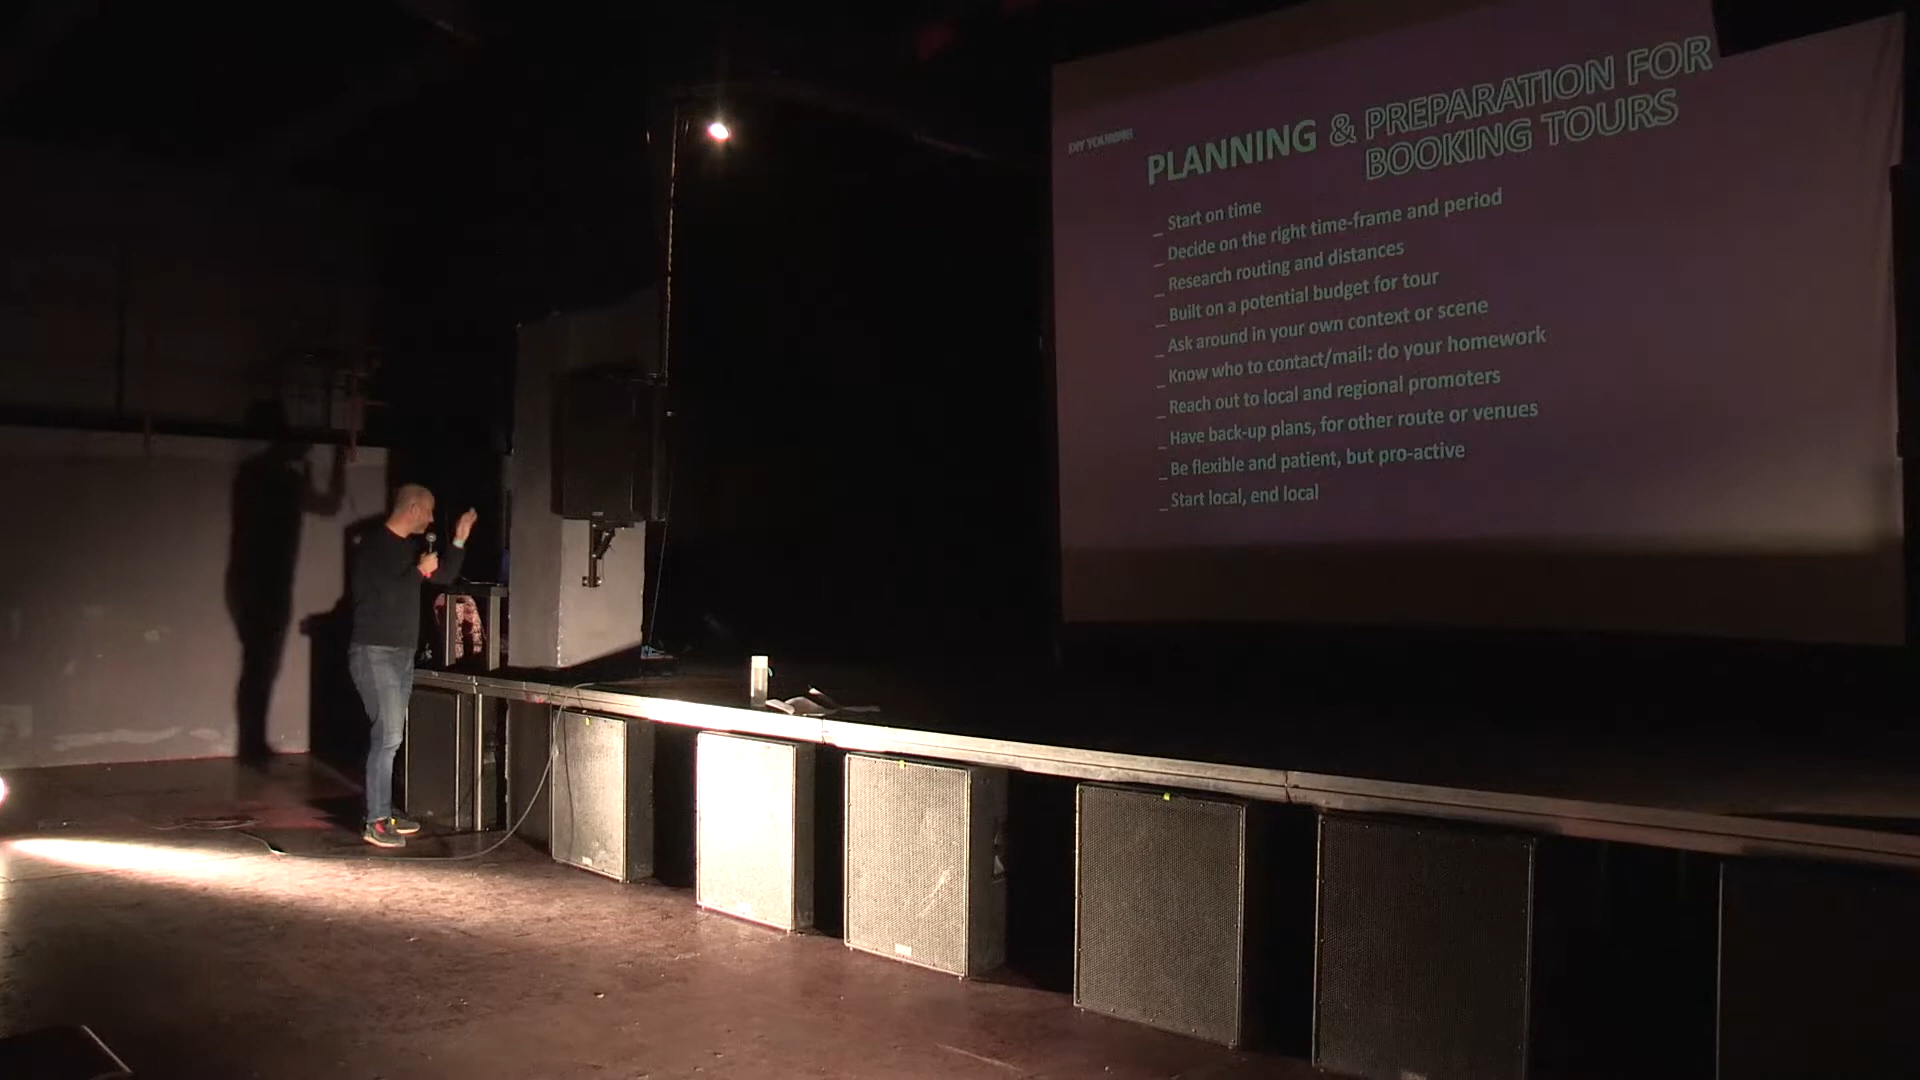 PLANNING & PREPARATION FOR
BOOKING TOURS
_ Start on time
_ Decide on the right time-frame and period
_ Research routing and distances
_ Built on a potential budget for tour
_ Ask around in your own context or scene
_ Know who to contact/mail: do your homework
_ Reach out to local and regional promoters
_ Have back-up plans, for other route or venues
_ Be flexible and patient, but pro-active
_ Start local, end local